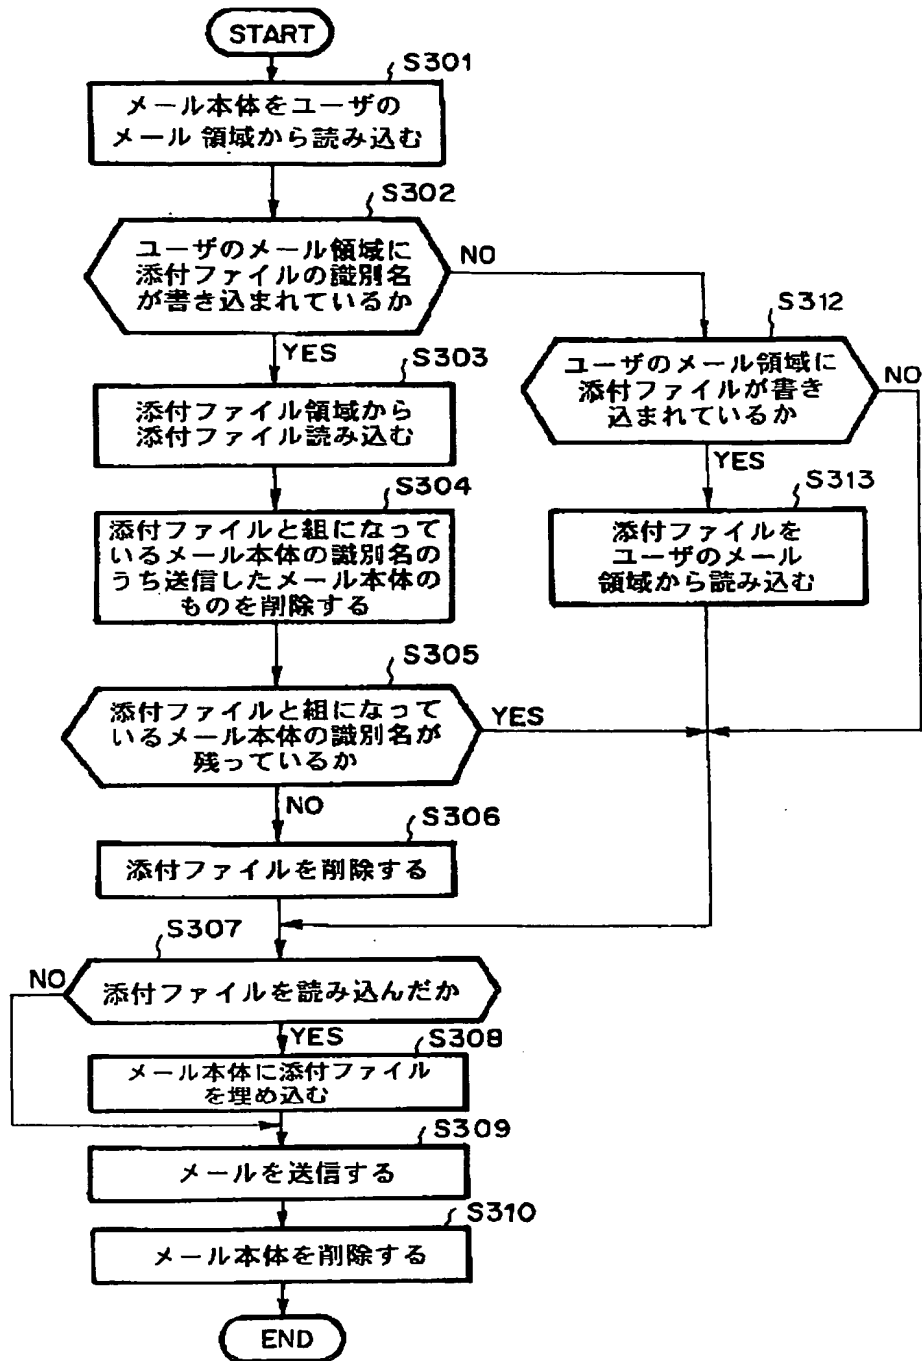 START
S301
メール本体をユーザの
メール 領域から読み込む
S302
ユーザのメール領域に
添付ファイルの識別名
が書き込まれているか
NO
YES
S312
ユーザのメール領域に
添付ファイルが書き
込まれているか
NO
YES
S303
添付ファイル領域から
添付ファイル読み込む
S313
添付ファイルを
ユーザのメール
領域から読み込む
S304
添付ファイルと組になって
いるメール本体の識別名の
うち送信したメール本体の
ものを削除する
S305
添付ファイルと組になって
いるメール本体の識別名が
残っているか
YES
NO
S306
添付ファイルを削除する
S307
添付ファイルを読み込んだか
NO
YES
S308
メール本体に添付ファイル
を埋め込む
S309
メールを送信する
S310
メール本体を削除する
END